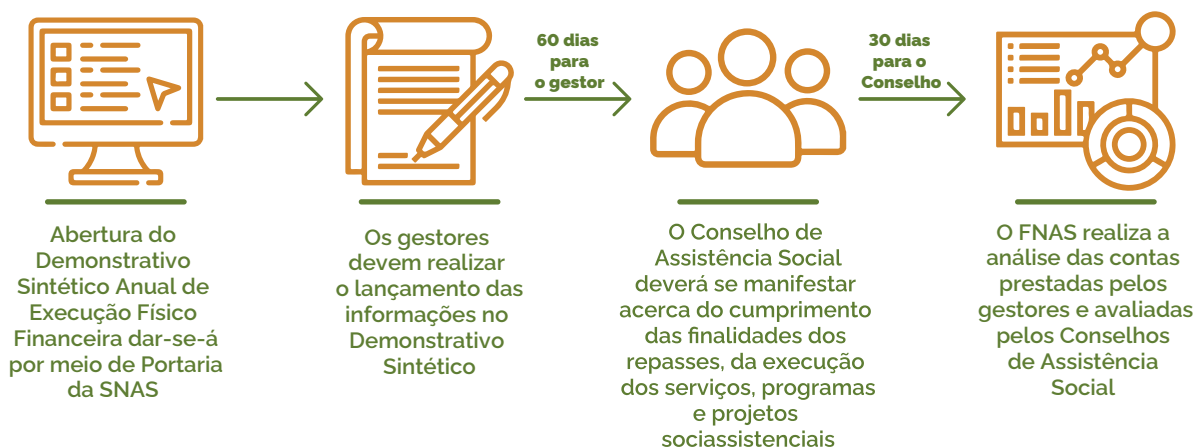 Abertura do
Demonstrativo
Sintético Anual de
Execução Físico
Financeira dar-se-á
por meio de Portaria
da SNAS
Os gestores
devem realizar
o lançamento das
informações no
Demonstrativo
Sintético
60 dias
para
o gestor
O Conselho de
Assistência Social
deverá se manifestar
acerca do cumprimento
das finalidades dos
repasses, da execução
dos serviços, programas
e projetos
sociassistenciais
30 dias
para o
Conselho
O FNAS realiza a
análise das contas
prestadas pelos
gestores e avaliadas
pelos Conselhos
de Assistência
Social